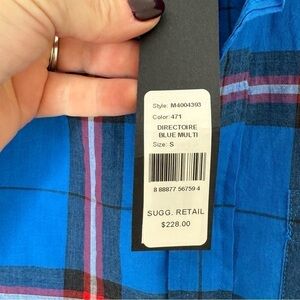 Style: M4004393
Color: 471
DIRECTOIRE
BLUE MULTI
Size: S
8 88877 56759 4
SUGG. RETAIL
$228.00